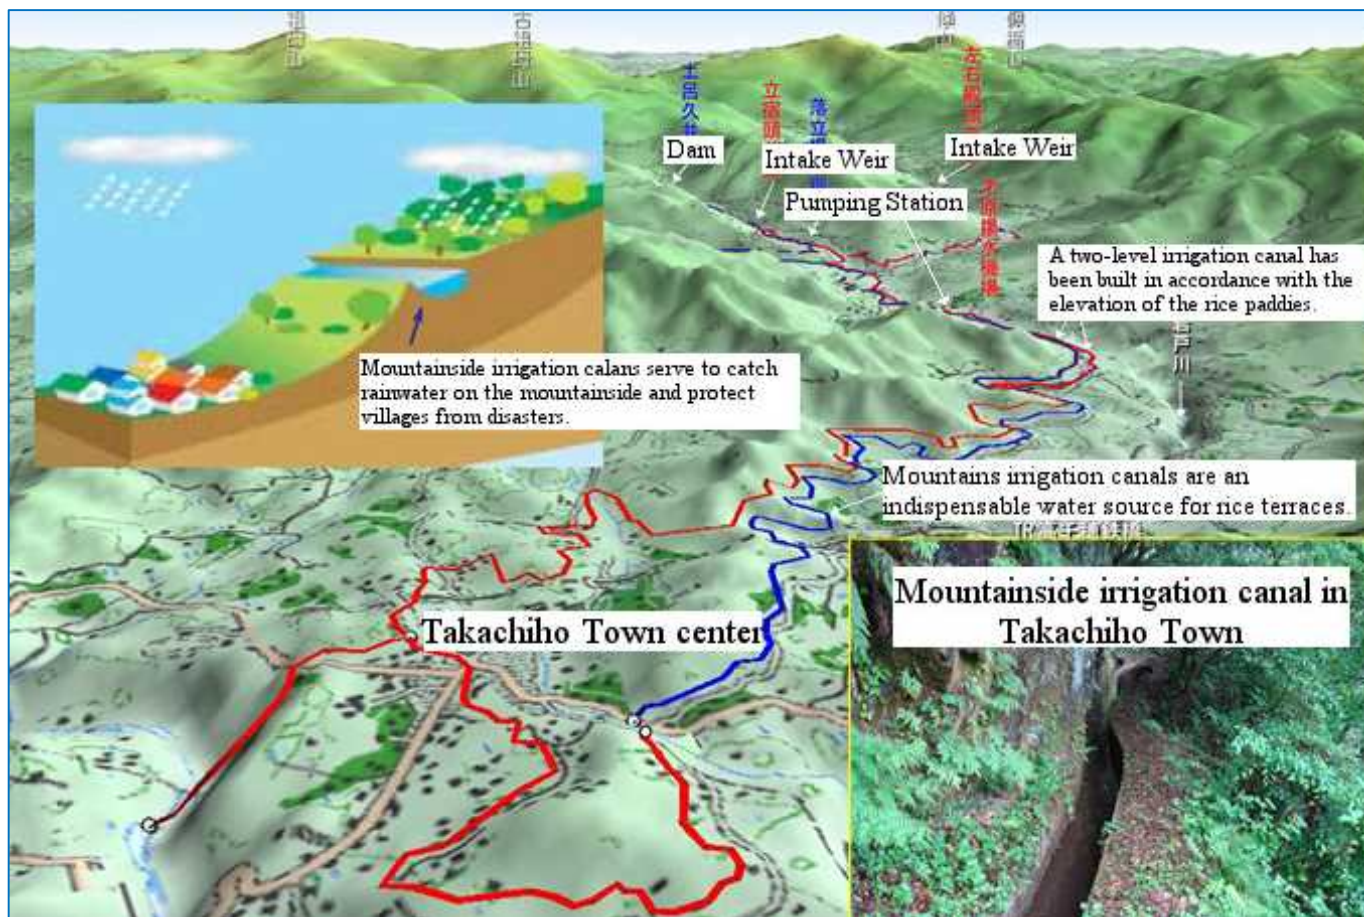 Dam
Intake Weir
Intake Weir
Pumping Station
A two-level irrigation canal has
been built in accordance with the
elevation of the rice paddies.
Mountainside irrigation calans serve to catch
rainwater on the mountainside and protect
villages from disasters.
Mountains irrigation canals are an
indispensable water source for rice terraces.
Takachiho Town center
Mountainside irrigation canal in
Takachiho Town